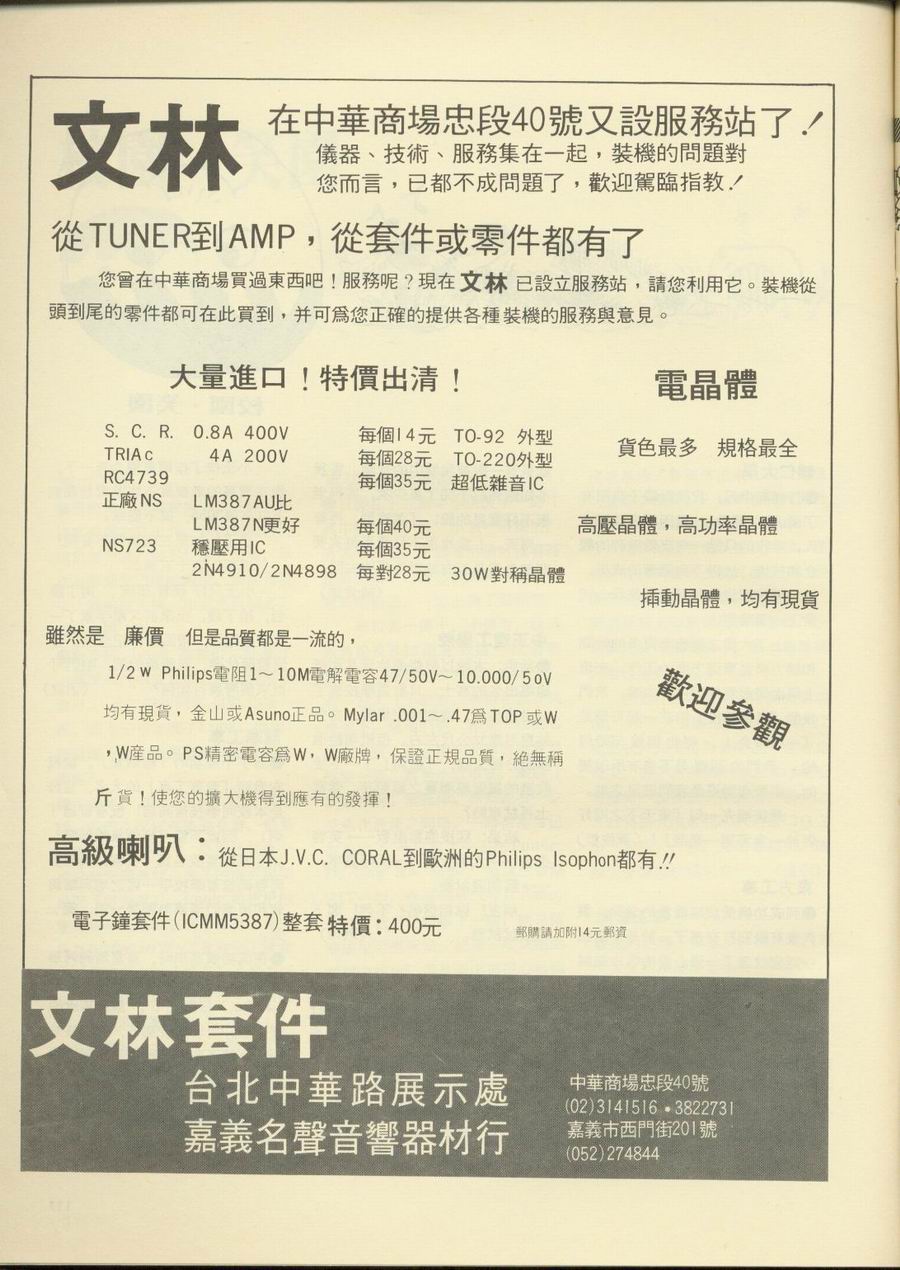 文林 在中華商場忠段40號又設服務站了!
儀器、技術、服務集在一起,裝機的問題對
您而言,已都不成問題了,歡迎駕臨指教!
從TUNER到AMP,從套件或零件都有了
您曾在中華商場買過東西吧!服務呢?現在 文林 已設立服務站,請您利用它。裝機從
頭到尾的零件都可在此買到,并可爲您正確的提供各種裝機的服務與意見。
大量進口!特價出清!
S. C. R. 0.8A 400V 每個14元 TO-92 外型
TRIAc 4A 200V 每個28元 TO-220外型
RC4739 每個35元 超低雜音IC
正廠NS LM387AU比
LM387N更好 每個40元
NS723 穩壓用IC 每個35元
2N4910/2N4898 每對28元 30W對稱晶體
電晶體
貨色最多 規格最全
高壓晶體,高功率晶體
挿動晶體,均有現貨
雖然是 廉價 但是品質都是一流的,
1/2 W Philips電阻1~10M電解電容47/50V~10.000/50V
均有現貨,金山或Asuno正品。Mylar .001~.47爲TOP或W
,W産品。PS精密電容爲W,W廠牌,保證正規品質,絕無稱
斤貨!使您的擴大機得到應有的發揮!
歡迎參觀
高級喇叭:從日本J.V.C. CORAL到歐洲的Philips Isophon都有!!
電子鐘套件(ICMM5387)整套 特價:400元 郵購請加附14元郵資
文林套件
台北中華路展示處
嘉義名聲音響器材行
中華商場忠段40號
(02)3141516•3822731
嘉義市西門街201號
(052)274844